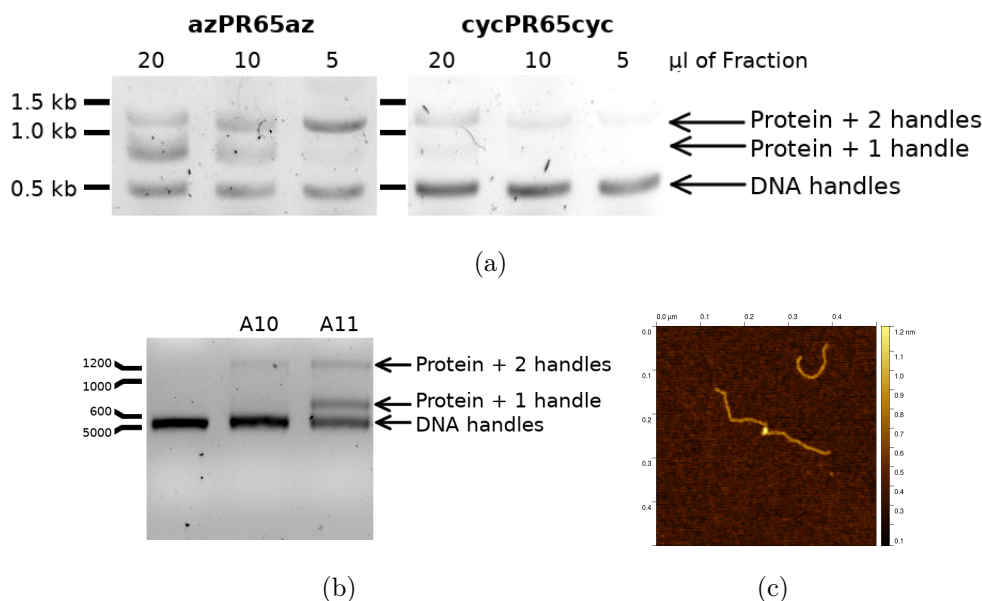 azPR65az cycPR65cyc
20 10 5 20 10 5 µl of Fraction
1.5 kb
1.0 kb
0.5 kb
Protein + 2 handles
Protein + 1 handle
DNA handles
(a)
A10 A11
1200
1000
600
5000
Protein + 2 handles
Protein + 1 handle
DNA handles
(b)
0.0 µm 0.1 0.2 0.3 0.4
0.0
0.1
0.2
0.3
0.4
1.2 nm
1.1
1.0
0.9
0.8
0.7
0.6
0.5
0.4
0.3
0.1
(c)